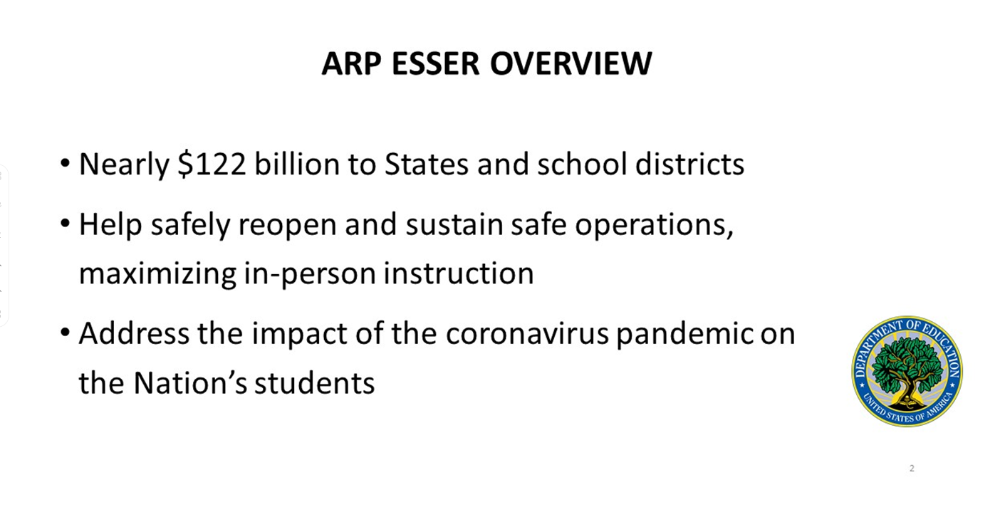 ARP ESSER OVERVIEW
• Nearly $122 billion to States and school districts
• Help safely reopen and sustain safe operations,
maximizing in-person instruction
• Address the impact of the coronavirus pandemic on
the Nation’s students
DEPARTMENT OF EDUCATION
UNITED STATES OF AMERICA
2